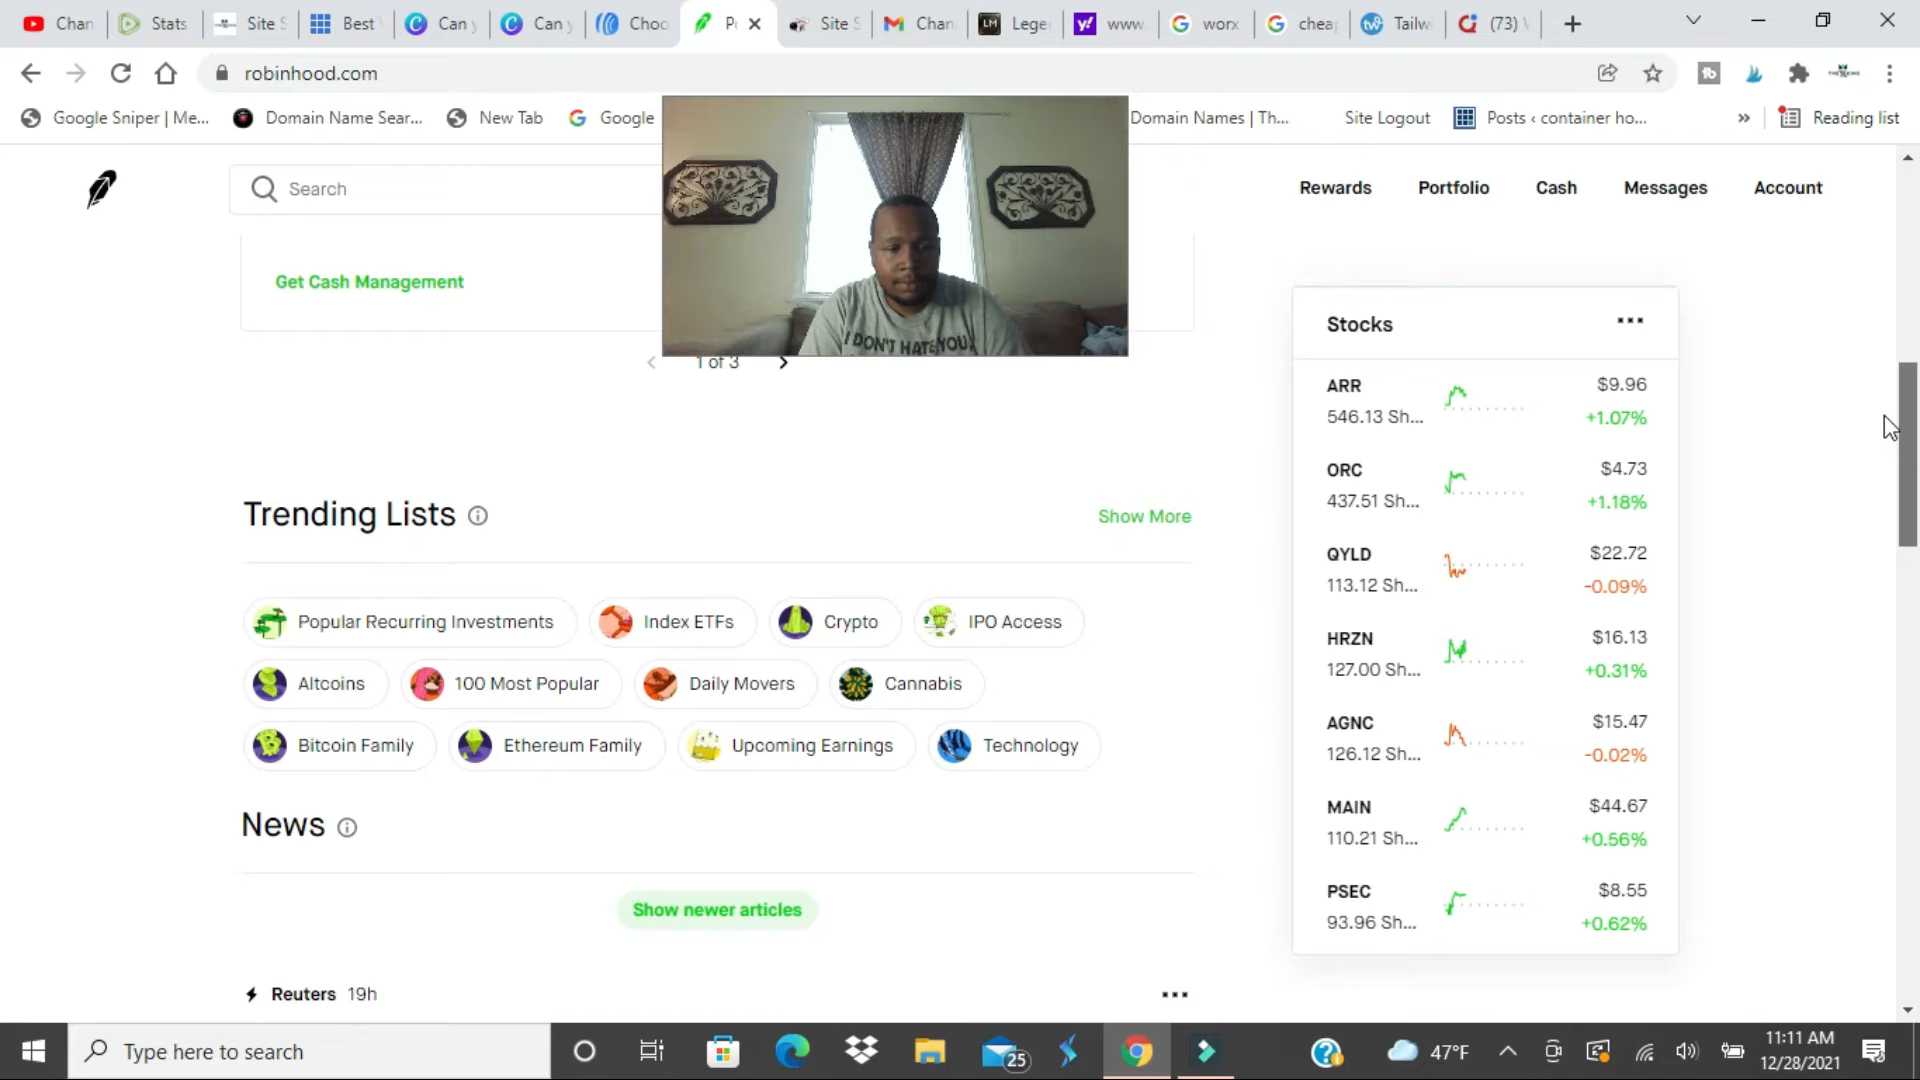 Chan
Stats
Site S
Best
Can y
Can y
Choo
P
Site S
Chan
LM
Lege
www.
worx
chea
Tailw
(73)
robinhood.com
Google Sniper | Me...
Domain Name Sear...
New Tab
Google
Domain Names | Th...
Site Logout
Posts ‹ container ho...
»
Reading list
Search
Rewards
Portfolio
Cash
Messages
Account
Get Cash Management
I DON'T HATE YOU
1 of 3
Stocks
ARR
$9.96
546.13 Sh...
+1.07%
ORC
$4.73
437.51 Sh...
+1.18%
QYLD
$22.72
113.12 Sh...
-0.09%
HRZN
$16.13
127.00 Sh...
+0.31%
AGNC
$15.47
126.12 Sh...
-0.02%
MAIN
$44.67
110.21 Sh...
+0.56%
PSEC
$8.55
93.96 Sh...
+0.62%
Trending Lists
Show More
Popular Recurring Investments
Index ETFs
Crypto
IPO Access
Altcoins
100 Most Popular
Daily Movers
Cannabis
Bitcoin Family
Ethereum Family
Upcoming Earnings
Technology
News
Show newer articles
Reuters 19h
Type here to search
25
47°F
11:11 AM
12/28/2021